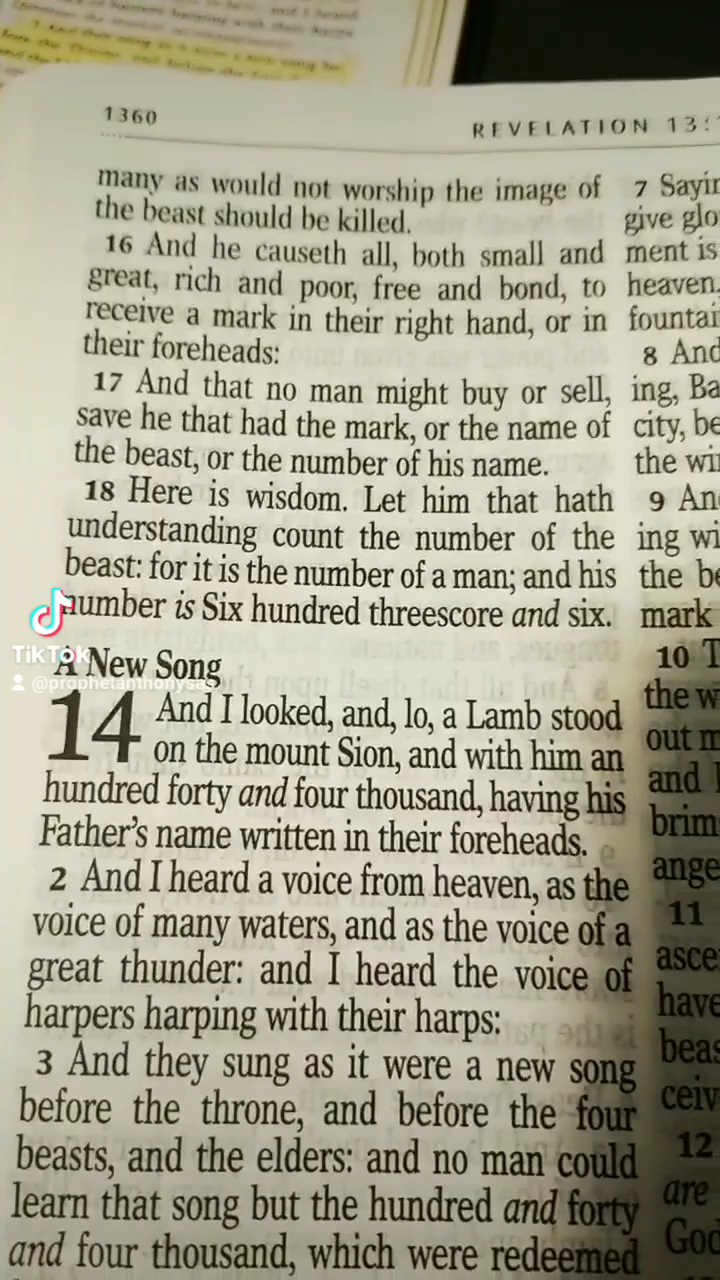 1360
REVELATION 13:
many as would not worship the image of
the beast should be killed.
16 And he causeth all, both small and
great, rich and poor, free and bond, to
receive a mark in their right hand, or in
their foreheads:
17 And that no man might buy or sell,
save he that had the mark, or the name of
the beast, or the number of his name.
18 Here is wisdom. Let him that hath
understanding count the number of the
beast: for it is the number of a man; and his
number is Six hundred threescore and six.
TikTok
@prophetanthonysa
A New Song
14 And I looked, and, lo, a Lamb stood
on the mount Sion, and with him an
hundred forty and four thousand, having his
Father's name written in their foreheads.
2 And I heard a voice from heaven, as the
voice of many waters, and as the voice of a
great thunder: and I heard the voice of
harpers harping with their harps:
3 And they sung as it were a new song
before the throne, and before the four
beasts, and the elders: and no man could
learn that song but the hundred and forty
and four thousand, which were redeemed
7 Sayin
give glo
ment is
heaven,
fountai
8 And
ing, Ba
city, be
the wi
9 An
ing wi
the be
mark
10 T
the w
out m
and
brim
ange
11
asce
have
beas
ceiv
12
are
God